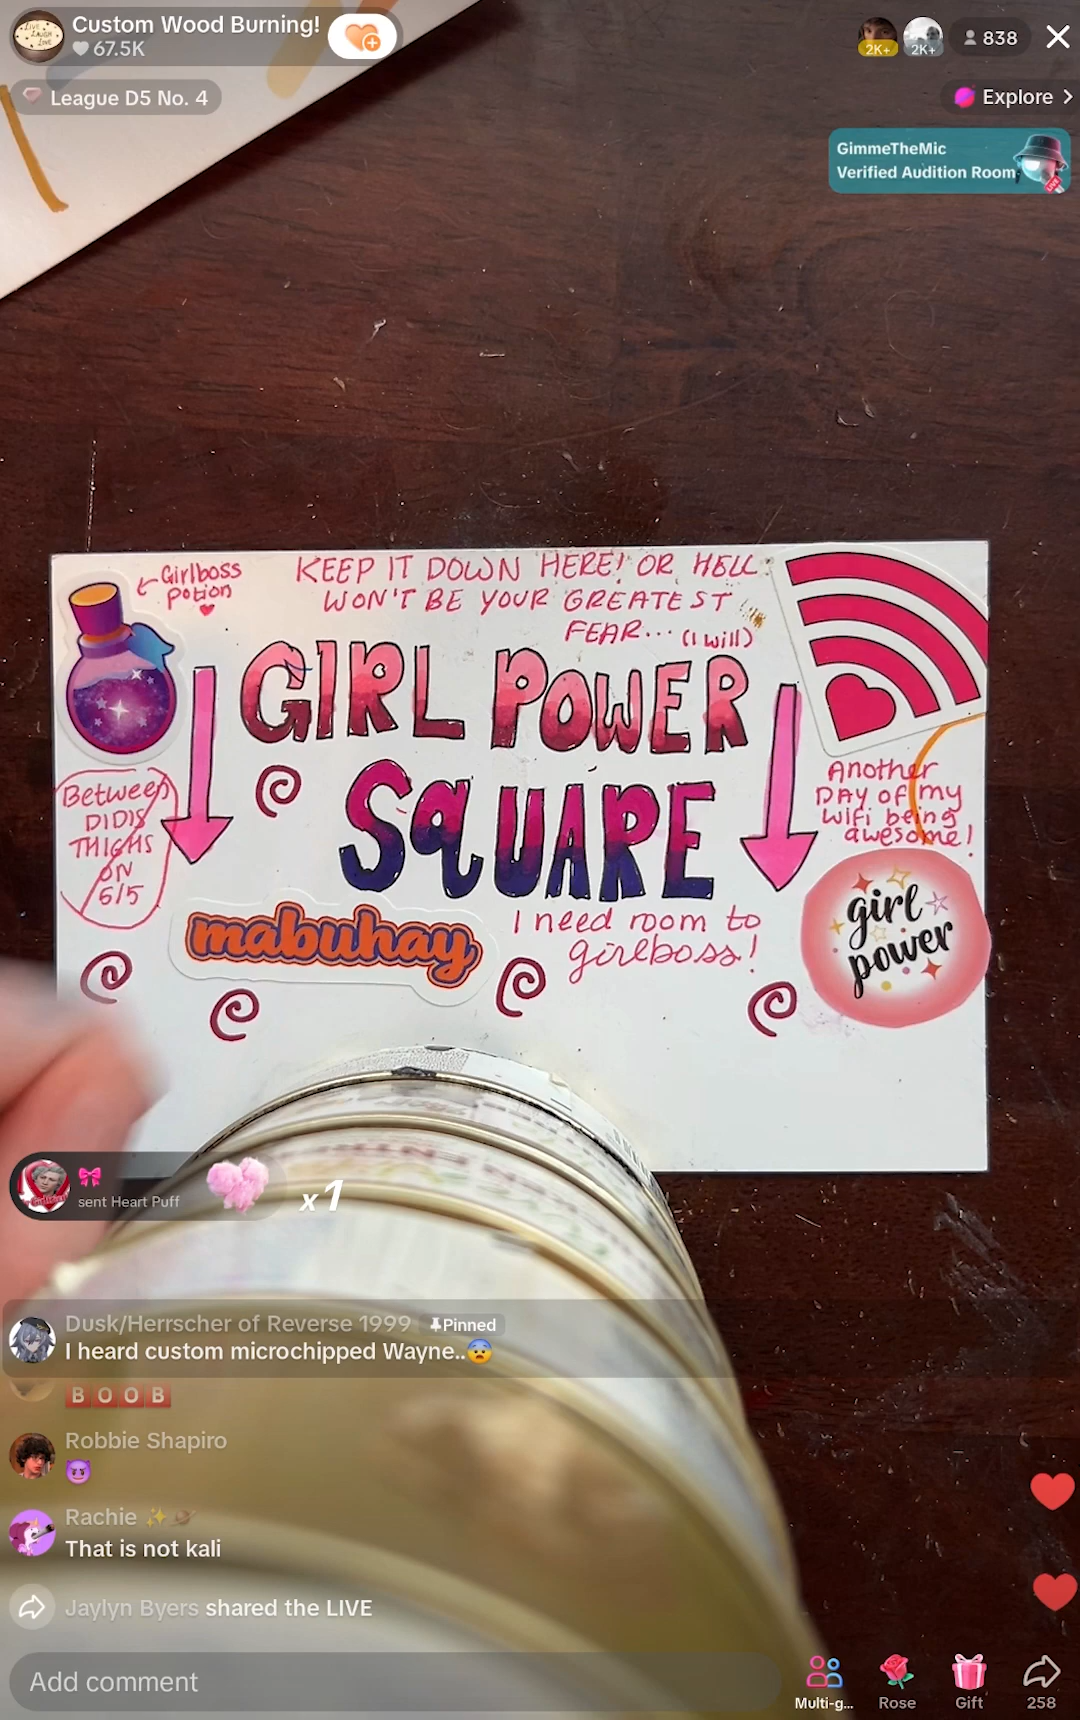 Custom Wood Burning!
67.5K
2K+
2K+
838
League D5 No. 4
Explore
GimmeTheMic
Verified Audition Room
Girlboss
potion
KEEP IT DOWN HERE! OR HELL
WON'T BE YOUR GREATEST
FEAR... (I will)
GIRL POWER
SQUARE
Between
DIDIS
THIGHS
ON
6/5
Another
DAY OF my
wifi being
awesome!
mabuhay
I need room to
girlboss!
girl
power
sent Heart Puff
x1
Dusk/Herrscher of Reverse 1999 Pinned
I heard custom microchipped Wayne..😨
B O O B
Robbie Shapiro
😈
Rachie ✨🪐
That is not kali
Jaylyn Byers shared the LIVE
Add comment
Multi-g...
Rose
Gift
258